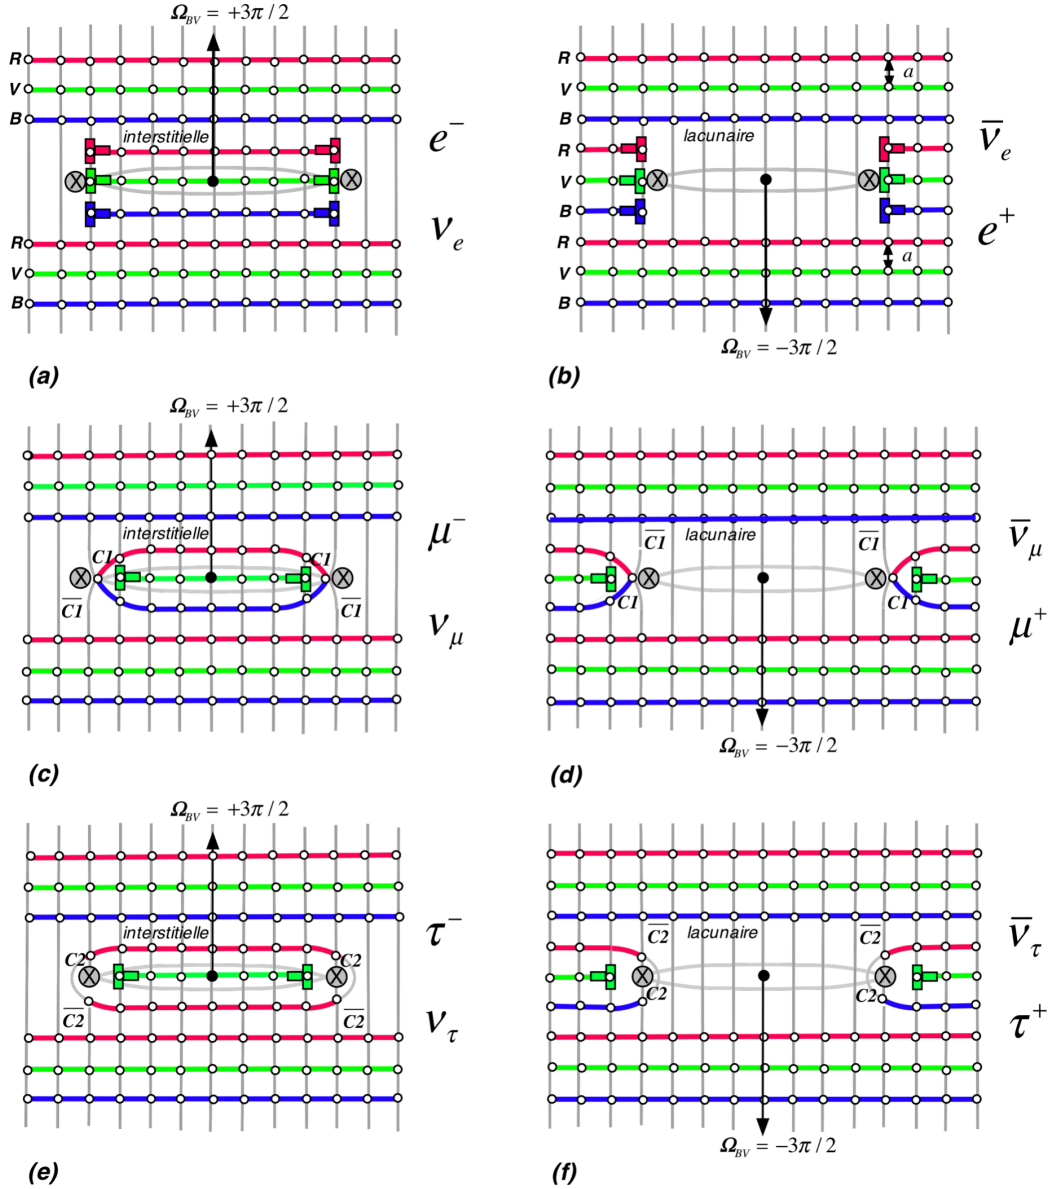 Ω_BV = +3π / 2
R
V
B
interstitielle
e⁻
R
V
B
ν_e
(a)
R
a
V
B
lacunaire
R
V
B
ν̅_e
e⁺
R
a
V
B
Ω_BV = −3π / 2
(b)
Ω_BV = +3π / 2
interstitielle
C1 C1
C̅1̅ C̅1̅
μ⁻
ν_μ
(c)
C̅1̅ lacunaire C̅1̅
C1 C1
ν̅_μ
μ⁺
Ω_BV = −3π / 2
(d)
Ω_BV = +3π / 2
interstitielle
C2 C2
C̅2̅ C̅2̅
τ⁻
ν_τ
(e)
C̅2̅ lacunaire C̅2̅
C2 C2
ν̅_τ
τ⁺
Ω_BV = −3π / 2
(f)